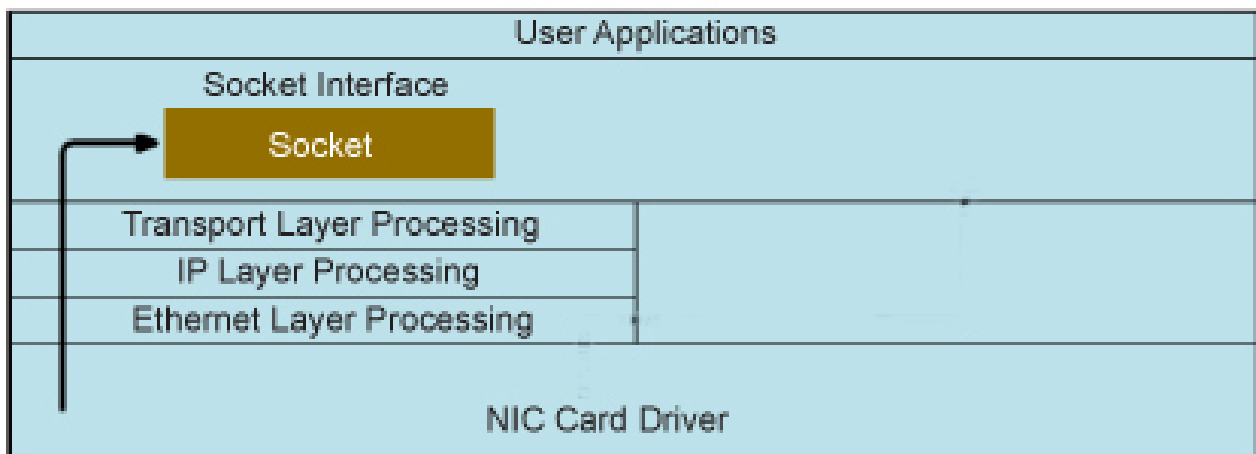 User Applications
Socket Interface
Socket
Transport Layer Processing
IP Layer Processing
Ethernet Layer Processing
NIC Card Driver